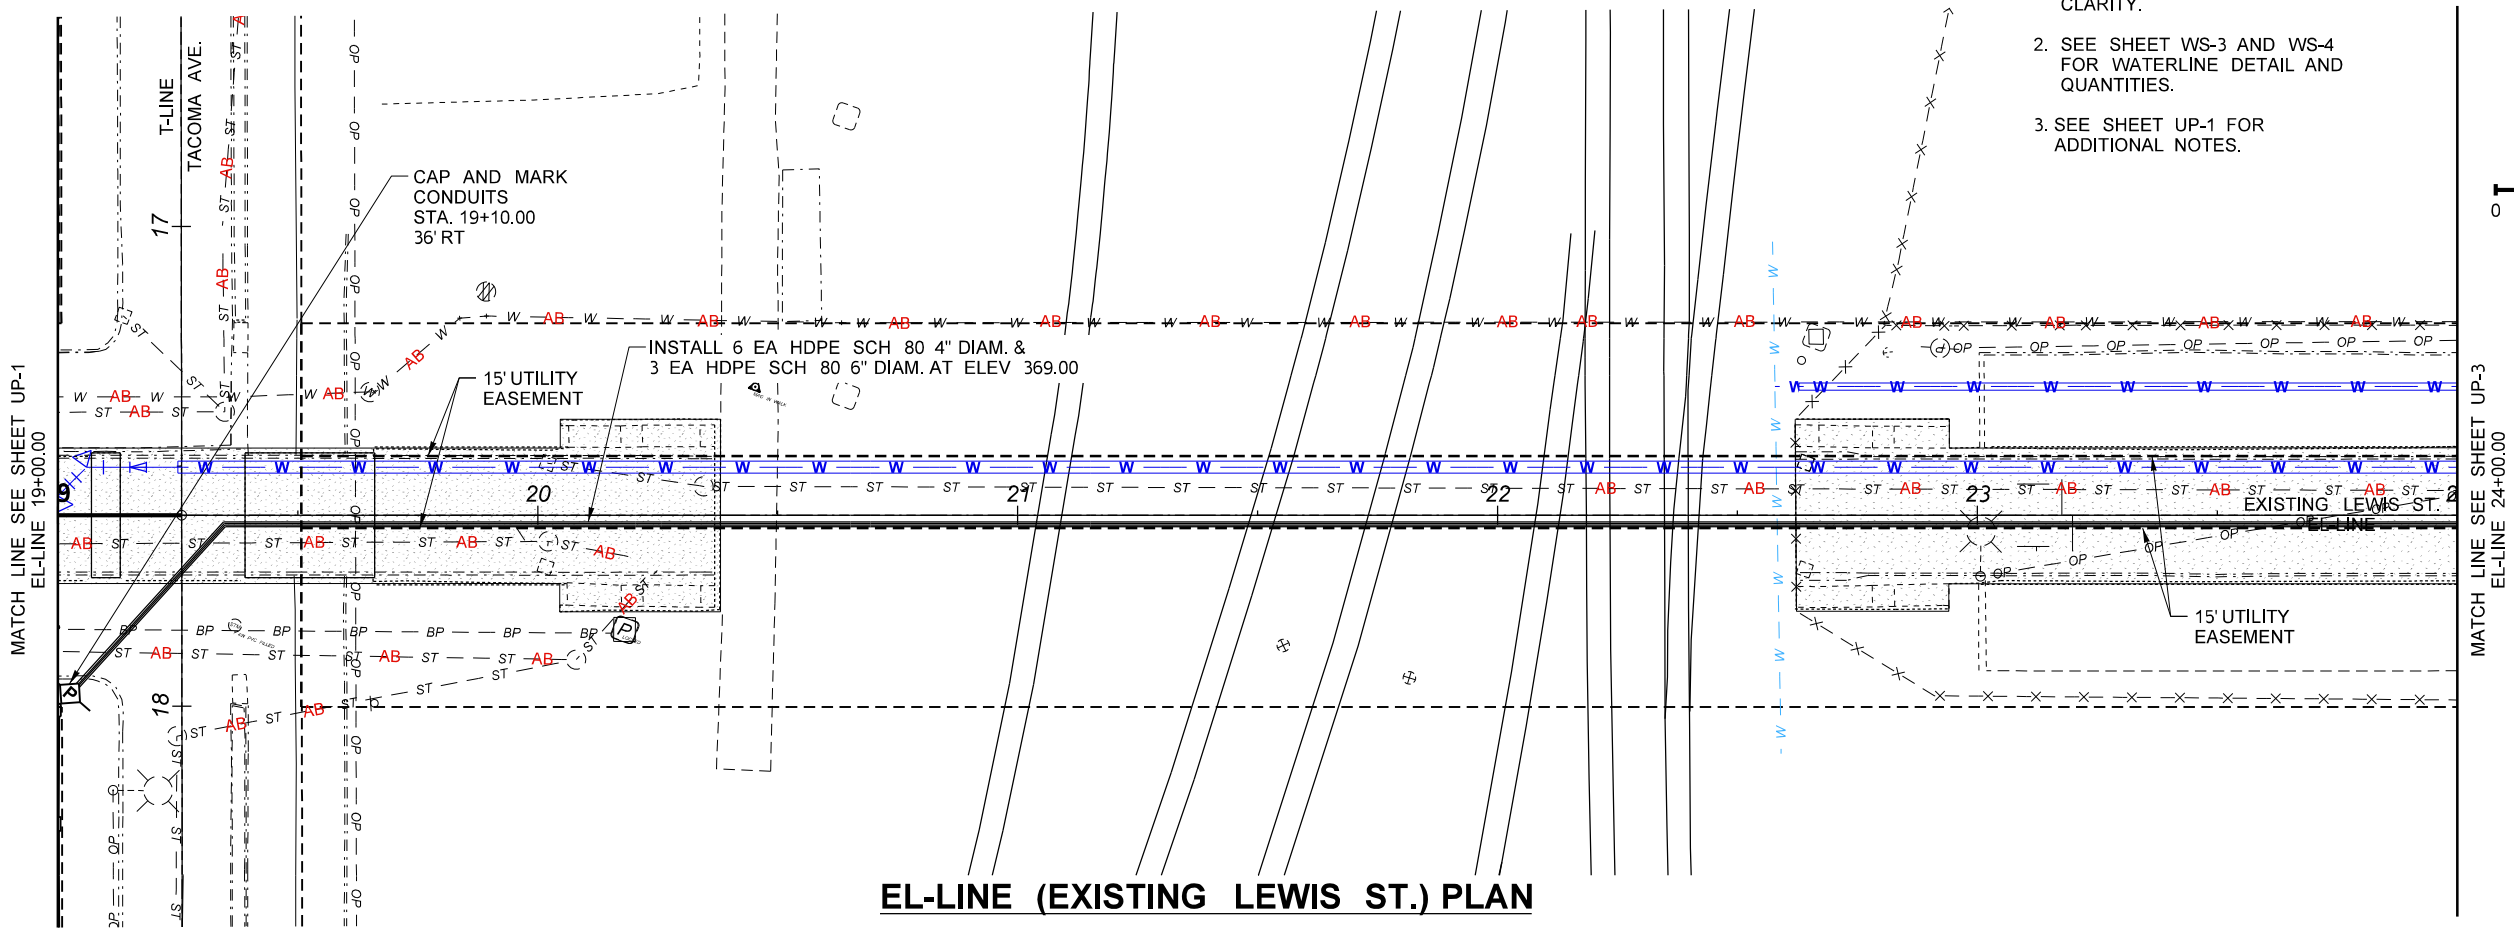 CLARITY.
2. SEE SHEET WS-3 AND WS-4
FOR WATERLINE DETAIL AND
QUANTITIES.
3. SEE SHEET UP-1 FOR
ADDITIONAL NOTES.
0
T-LINE
TACOMA AVE.
17
CAP AND MARK
CONDUITS
STA. 19+10.00
36' RT
INSTALL 6 EA HDPE SCH 80 4" DIAM. &
3 EA HDPE SCH 80 6" DIAM. AT ELEV 369.00
15' UTILITY
EASEMENT
MATCH LINE SEE SHEET UP-1
EL-LINE 19+00.00
9
20
21
22
23
2
EXISTING LEWIS ST.
EL-LINE
MATCH LINE SEE SHEET UP-3
EL-LINE 24+00.00
15' UTILITY
EASEMENT
18
P
P
EL-LINE (EXISTING LEWIS ST.) PLAN